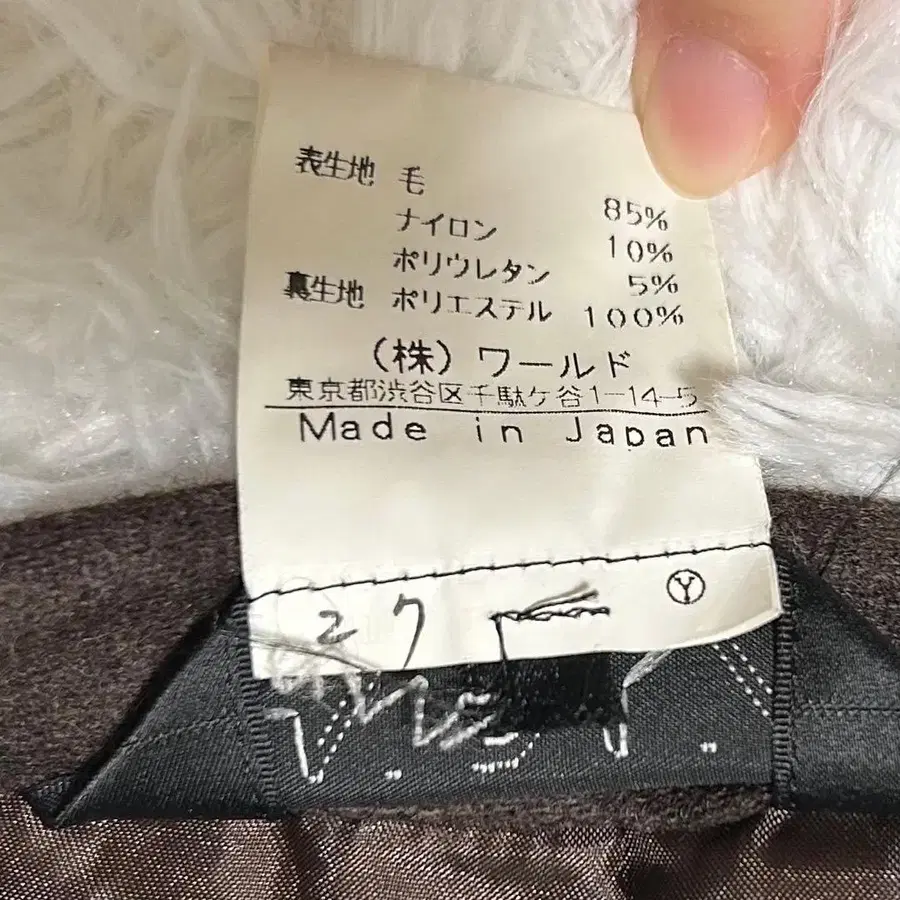 表生地 毛 85%
ナイロン 10%
ポリウレタン 5%
裏生地 ポリエステル 100%
(株) ワールド
東京都渋谷区千駄ケ谷1-14-5
Made in Japan
27
Y